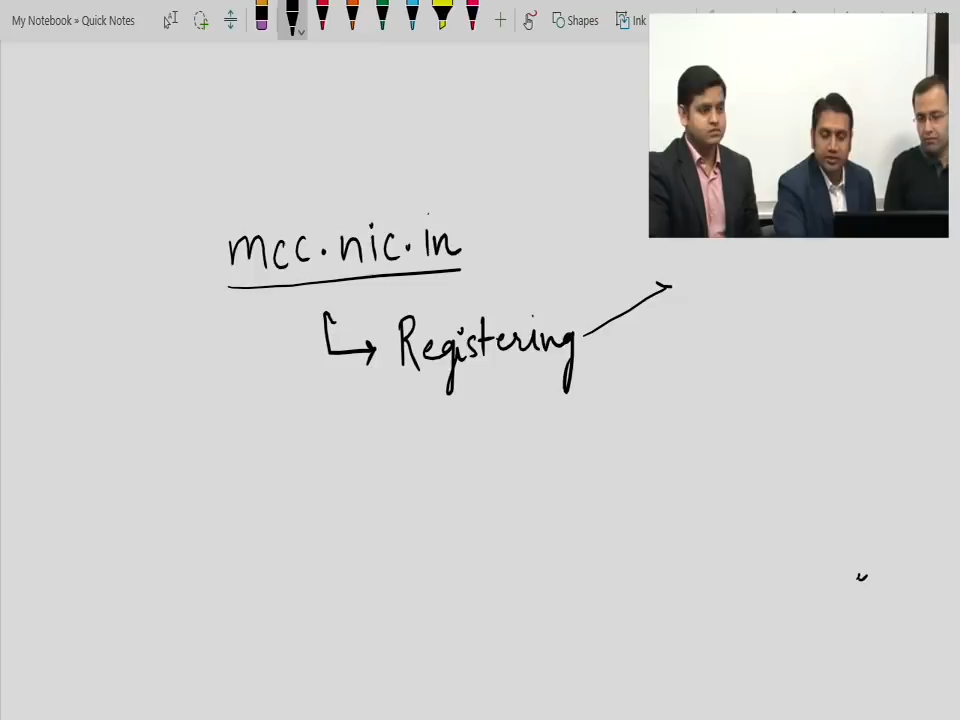 My Notebook » Quick Notes
Shapes
Ink
mcc.nic.in
Registering